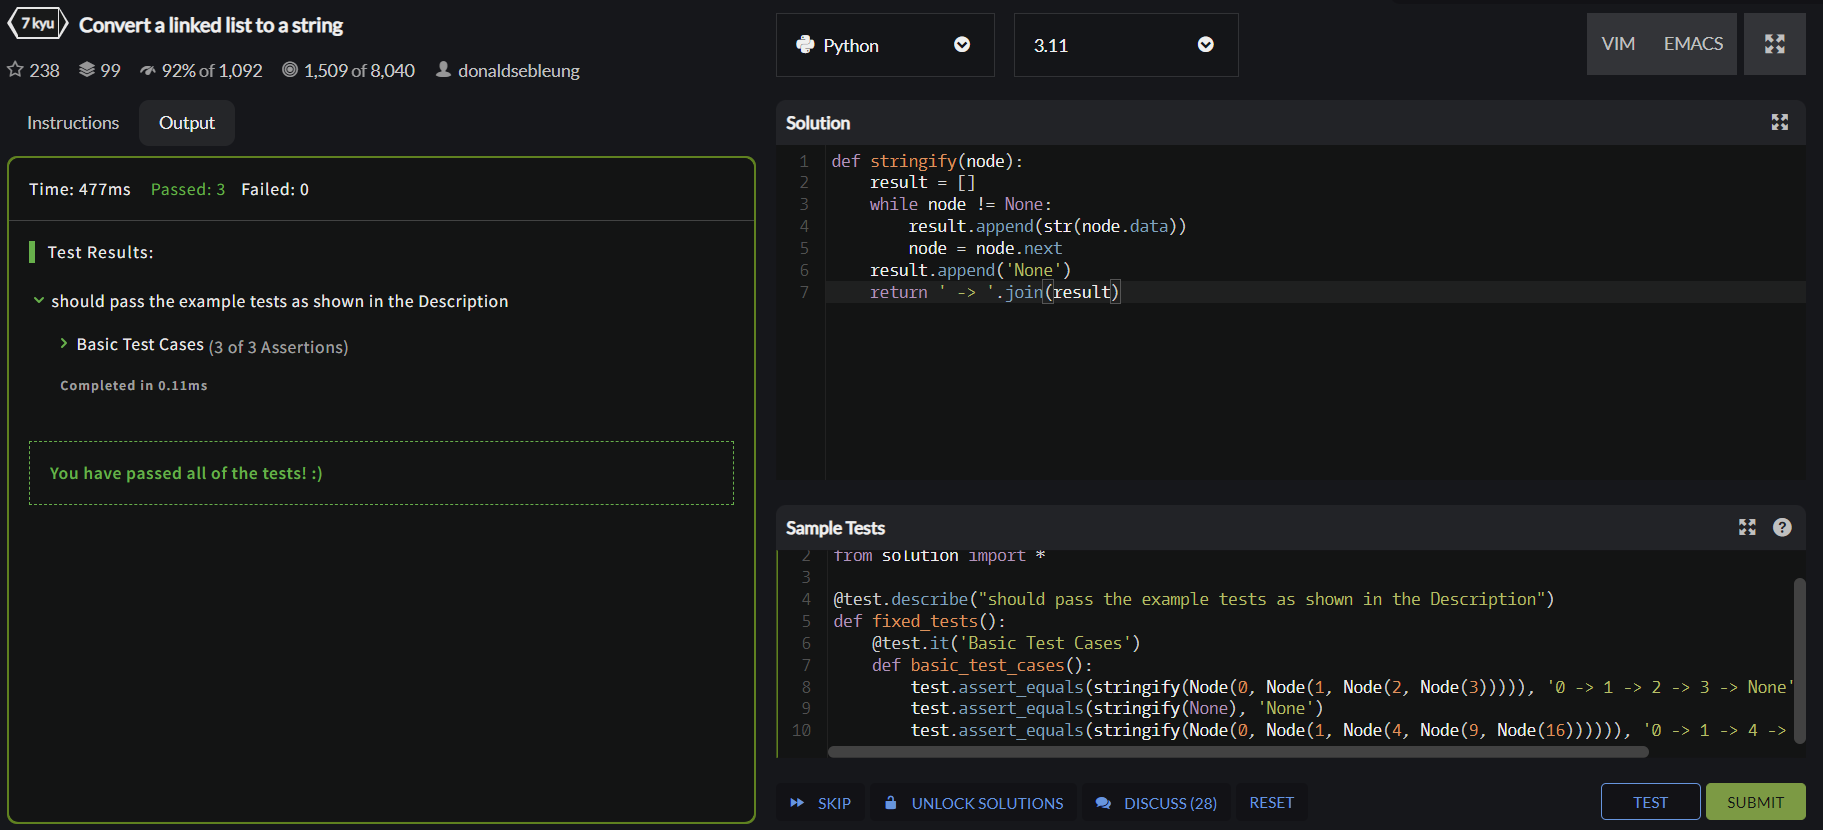 7 kyu Convert a linked list to a string
238 99 92% of 1,092 1,509 of 8,040 donaldsebleung
Instructions Output
Time: 477ms Passed: 3 Failed: 0
Test Results:
should pass the example tests as shown in the Description
Basic Test Cases (3 of 3 Assertions)
Completed in 0.11ms
You have passed all of the tests! :)
Python 3.11 VIM EMACS
Solution
1 def stringify(node):
2     result = []
3     while node != None:
4         result.append(str(node.data))
5         node = node.next
6     result.append('None')
7     return ' -> '.join(result)
Sample Tests ?
2 from solution import *
3
4 @test.describe("should pass the example tests as shown in the Description")
5 def fixed_tests():
6     @test.it('Basic Test Cases')
7     def basic_test_cases():
8         test.assert_equals(stringify(Node(0, Node(1, Node(2, Node(3))))), '0 -> 1 -> 2 -> 3 -> None'
9         test.assert_equals(stringify(None), 'None')
10         test.assert_equals(stringify(Node(0, Node(1, Node(4, Node(9, Node(16)))))), '0 -> 1 -> 4 ->
SKIP UNLOCK SOLUTIONS DISCUSS (28) RESET TEST SUBMIT